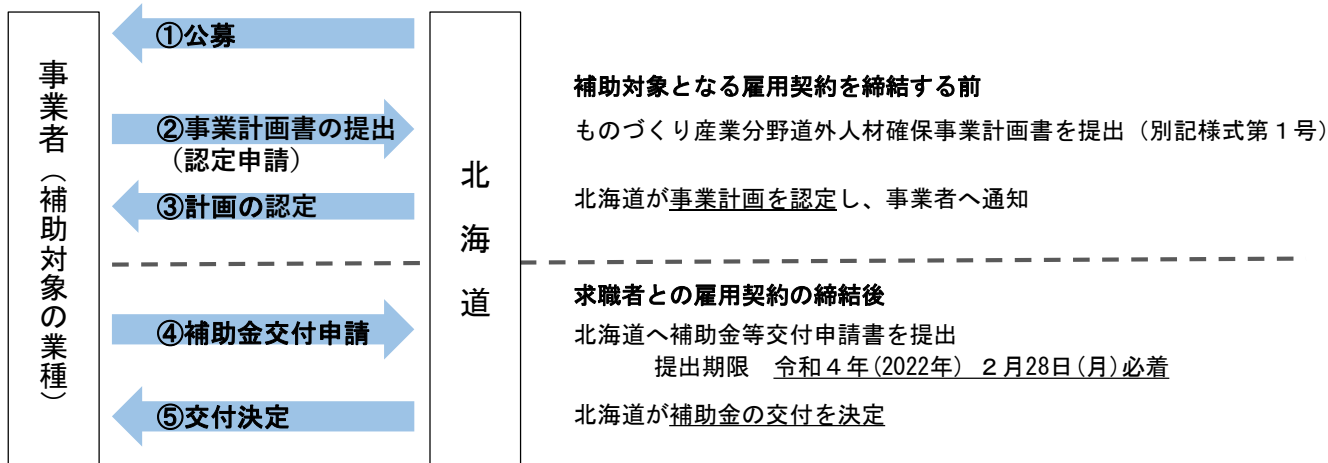 事業者（補助対象の業種）
①公募
②事業計画書の提出
（認定申請）
③計画の認定
④補助金交付申請
⑤交付決定
北海道
補助対象となる雇用契約を締結する前
ものづくり産業分野道外人材確保事業計画書を提出（別記様式第１号）
北海道が事業計画を認定し、事業者へ通知
求職者との雇用契約の締結後
北海道へ補助金等交付申請書を提出
提出期限　令和４年(2022年)　２月28日(月)必着
北海道が補助金の交付を決定